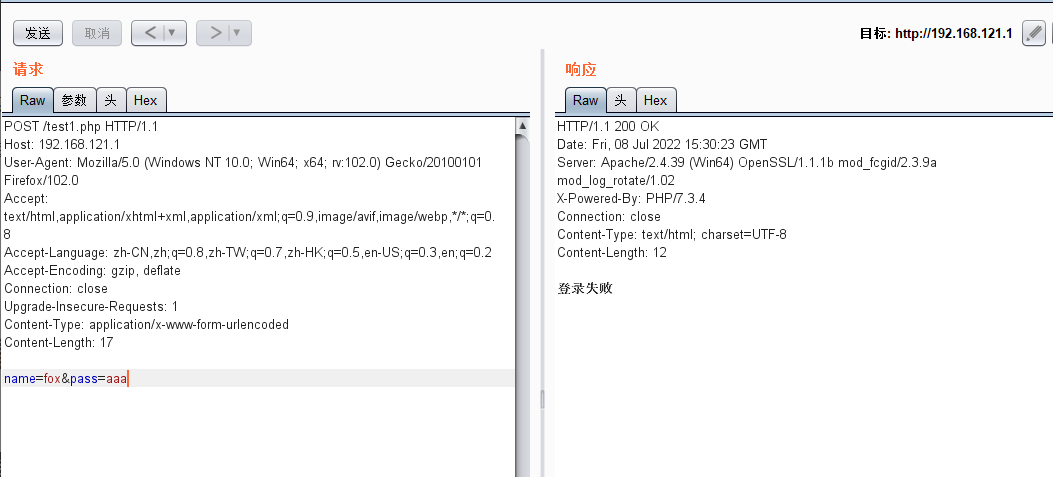 发送
取消
<
>
目标: http://192.168.121.1
请求
Raw 参数 头 Hex
POST /test1.php HTTP/1.1
Host: 192.168.121.1
User-Agent: Mozilla/5.0 (Windows NT 10.0; Win64; x64; rv:102.0) Gecko/20100101
Firefox/102.0
Accept:
text/html,application/xhtml+xml,application/xml;q=0.9,image/avif,image/webp,*/*;q=0.
8
Accept-Language: zh-CN,zh;q=0.8,zh-TW;q=0.7,zh-HK;q=0.5,en-US;q=0.3,en;q=0.2
Accept-Encoding: gzip, deflate
Connection: close
Upgrade-Insecure-Requests: 1
Content-Type: application/x-www-form-urlencoded
Content-Length: 17
name=fox&pass=aaa
响应
Raw 头 Hex
HTTP/1.1 200 OK
Date: Fri, 08 Jul 2022 15:30:23 GMT
Server: Apache/2.4.39 (Win64) OpenSSL/1.1.1b mod_fcgid/2.3.9a
mod_log_rotate/1.02
X-Powered-By: PHP/7.3.4
Connection: close
Content-Type: text/html; charset=UTF-8
Content-Length: 12
登录失败